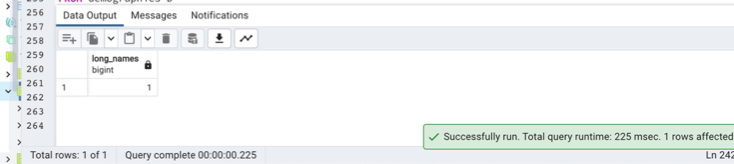 256
257
258
259
260
261
262
263
264
Data Output Messages Notifications
long_names
bigint
1 1
Successfully run. Total query runtime: 225 msec. 1 rows affected
Total rows: 1 of 1 Query complete 00:00:00.225 Ln 242